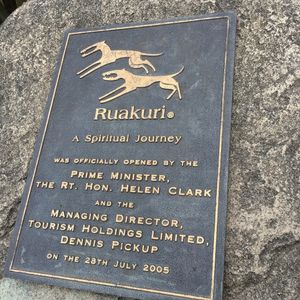 Ruakuri
A Spiritual Journey
WAS OFFICIALLY OPENED BY THE
PRIME MINISTER,
THE RT. HON. HELEN CLARK
AND THE
MANAGING DIRECTOR,
TOURISM HOLDINGS LIMITED,
DENNIS PICKUP
ON THE 28TH JULY 2005